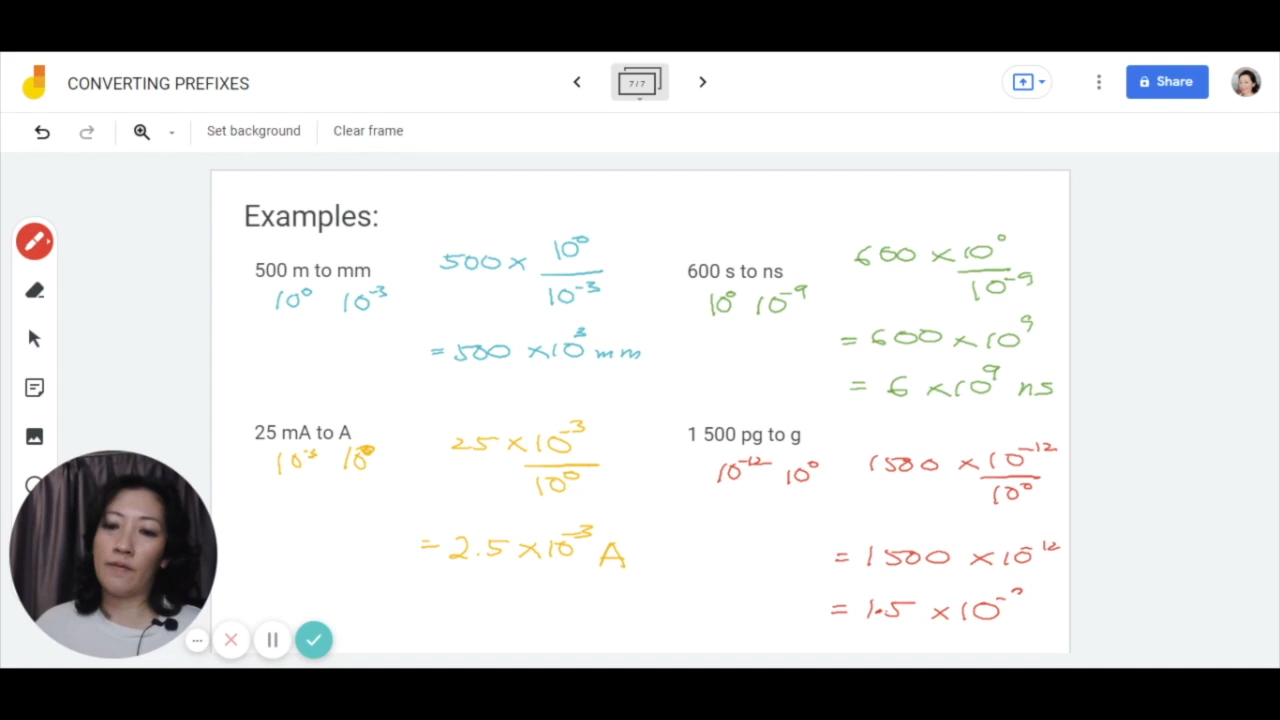 CONVERTING PREFIXES
7 / 7
Share
Set background
Clear frame
Examples:
500 m to mm
10⁰ 10⁻³
500 × 10⁰
10⁻³
= 500 × 10³ mm
600 s to ns
10⁰ 10⁻⁹
600 × 10⁰
10⁻⁹
= 600 × 10⁹
= 6 × 10⁹ ns
25 mA to A
10⁻³ 10⁰
25 × 10⁻³
10⁰
= 2.5 × 10⁻³ A
1 500 pg to g
10⁻¹² 10⁰
1500 × 10⁻¹²
10⁰
= 1500 × 10⁻¹²
= 1.5 × 10